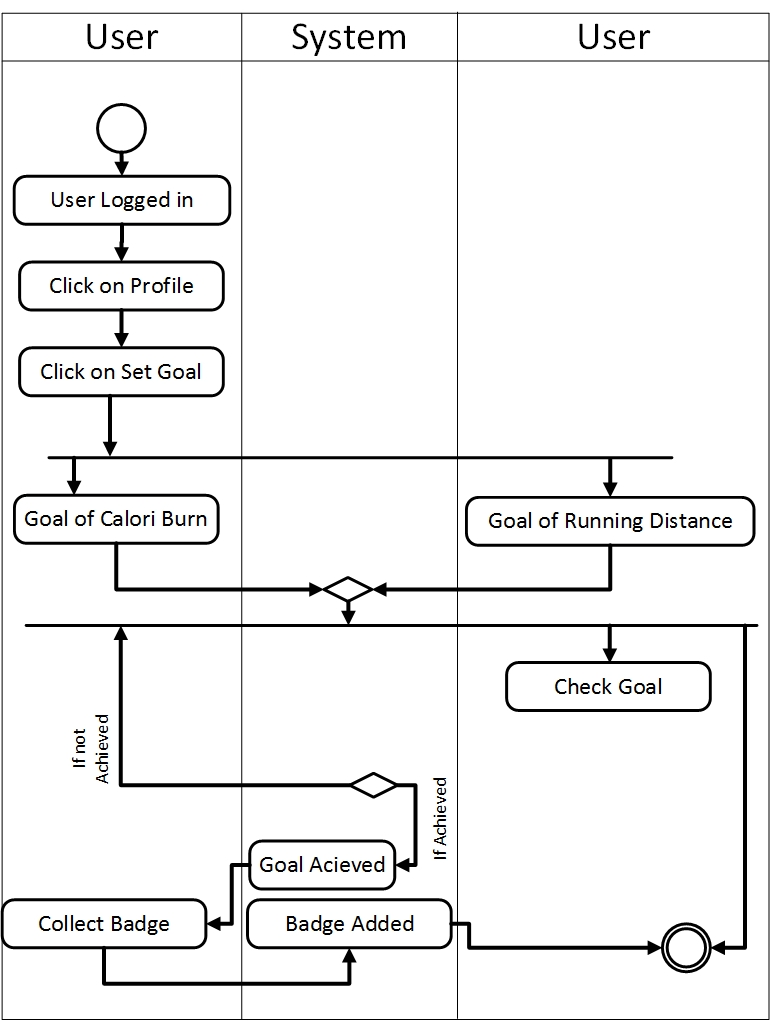 User
System
User
User Logged in
Click on Profile
Click on Set Goal
Goal of Calori Burn
Goal of Running Distance
Check Goal
If not
Achieved
If Achieved
Goal Acieved
Collect Badge
Badge Added